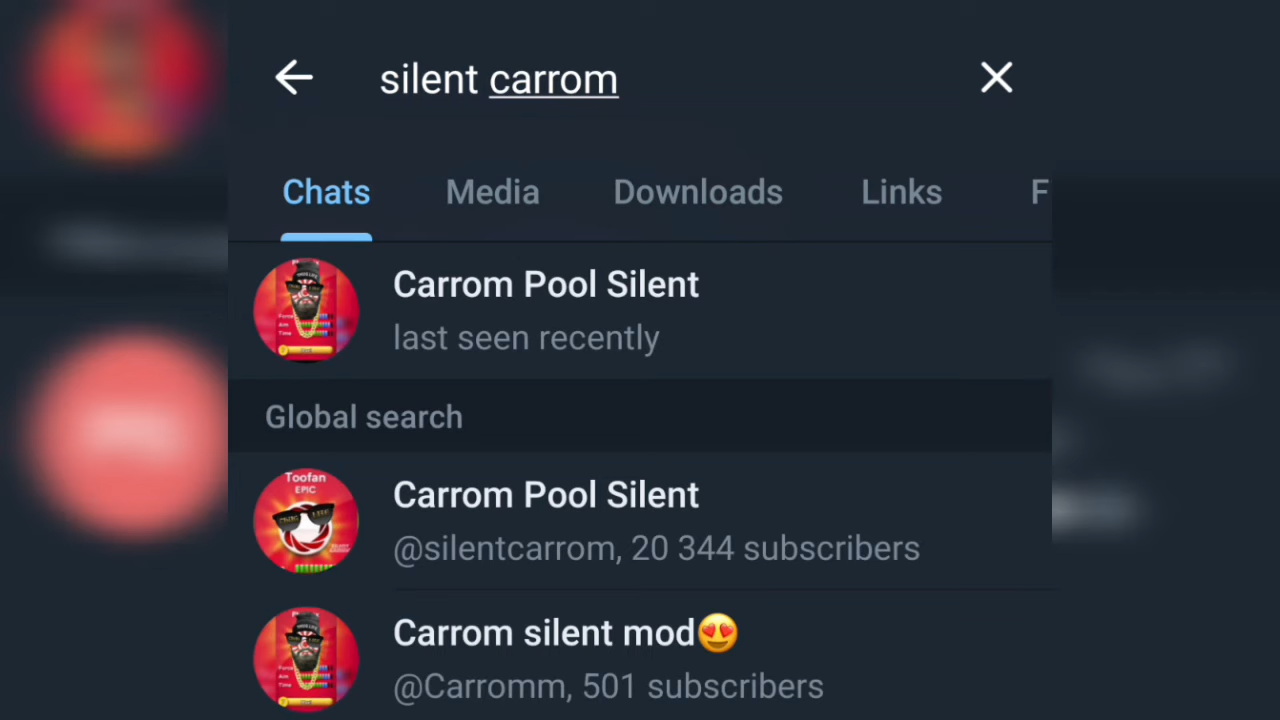 silent carrom
Chats Media Downloads Links F
Carrom Pool Silent
last seen recently
Global search
Toofan
EPIC
Carrom Pool Silent
@silentcarrom, 20 344 subscribers
Carrom silent mod😍
@Carromm, 501 subscribers